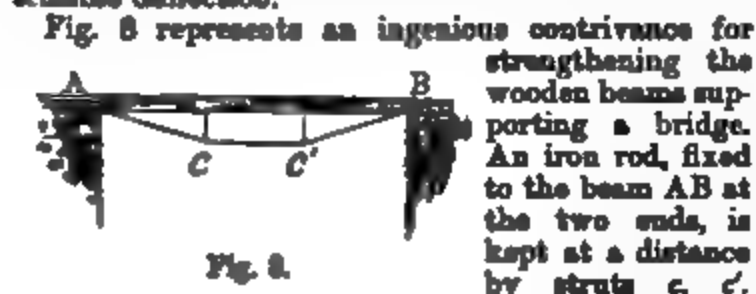 Fig. 8 represents an ingenious contrivance for
strengthening the
A
B
wooden beams sup-
porting a bridge.
An iron rod, fixed
C
C'
to the beam AB at
the two ends, is
kept at a distance
Fig. 8.
by struts c, c'.